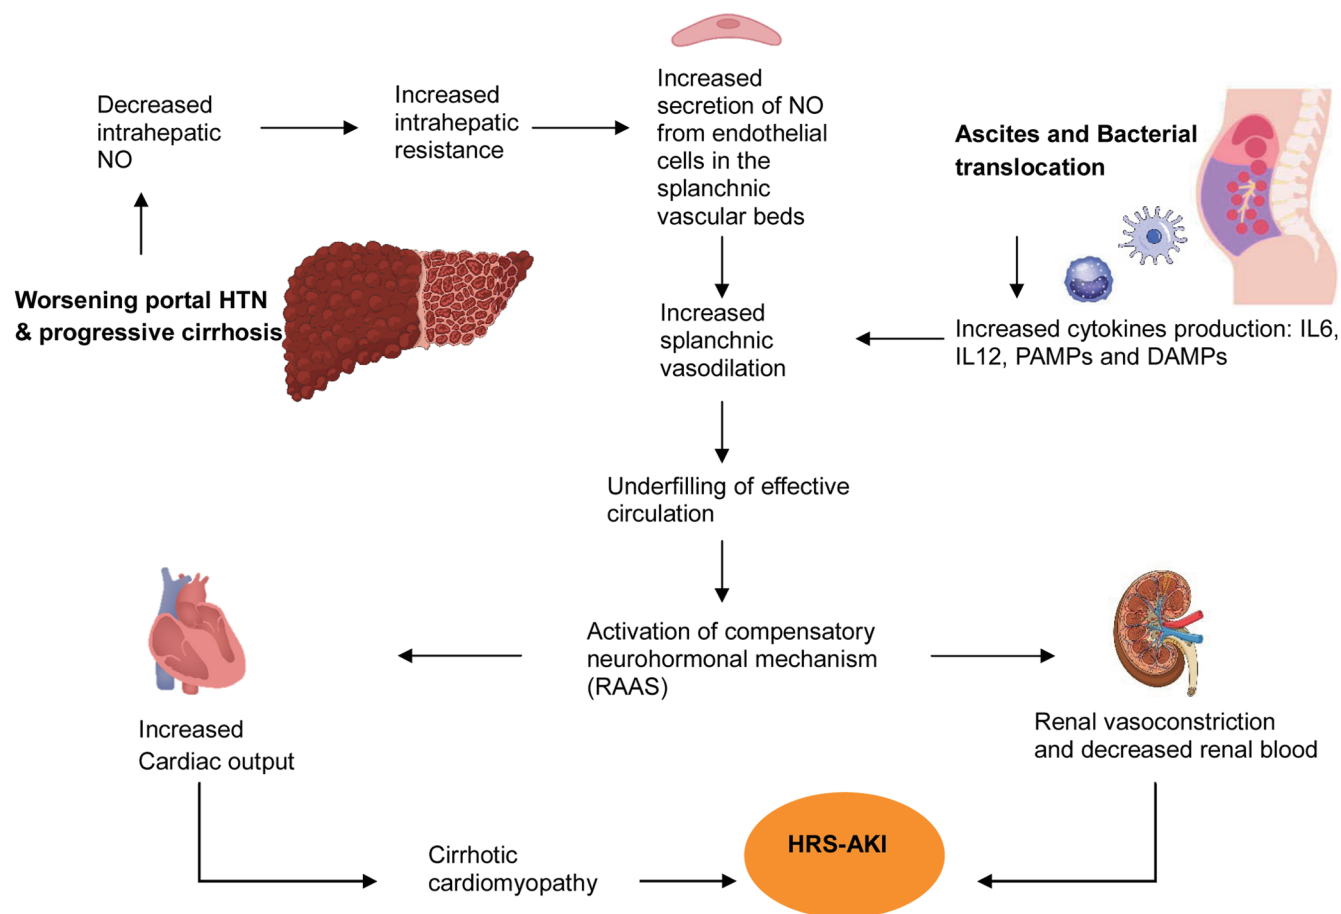 Decreased
intrahepatic
NO
Increased
intrahepatic
resistance
Increased
secretion of NO
from endothelial
cells in the
splanchnic
vascular beds
Ascites and Bacterial
translocation
Worsening portal HTN
& progressive cirrhosis
Increased
splanchnic
vasodilation
Increased cytokines production: IL6,
IL12, PAMPs and DAMPs
Underfilling of effective
circulation
Activation of compensatory
neurohormonal mechanism
(RAAS)
Increased
Cardiac output
Renal vasoconstriction
and decreased renal blood
Cirrhotic
cardiomyopathy
HRS-AKI